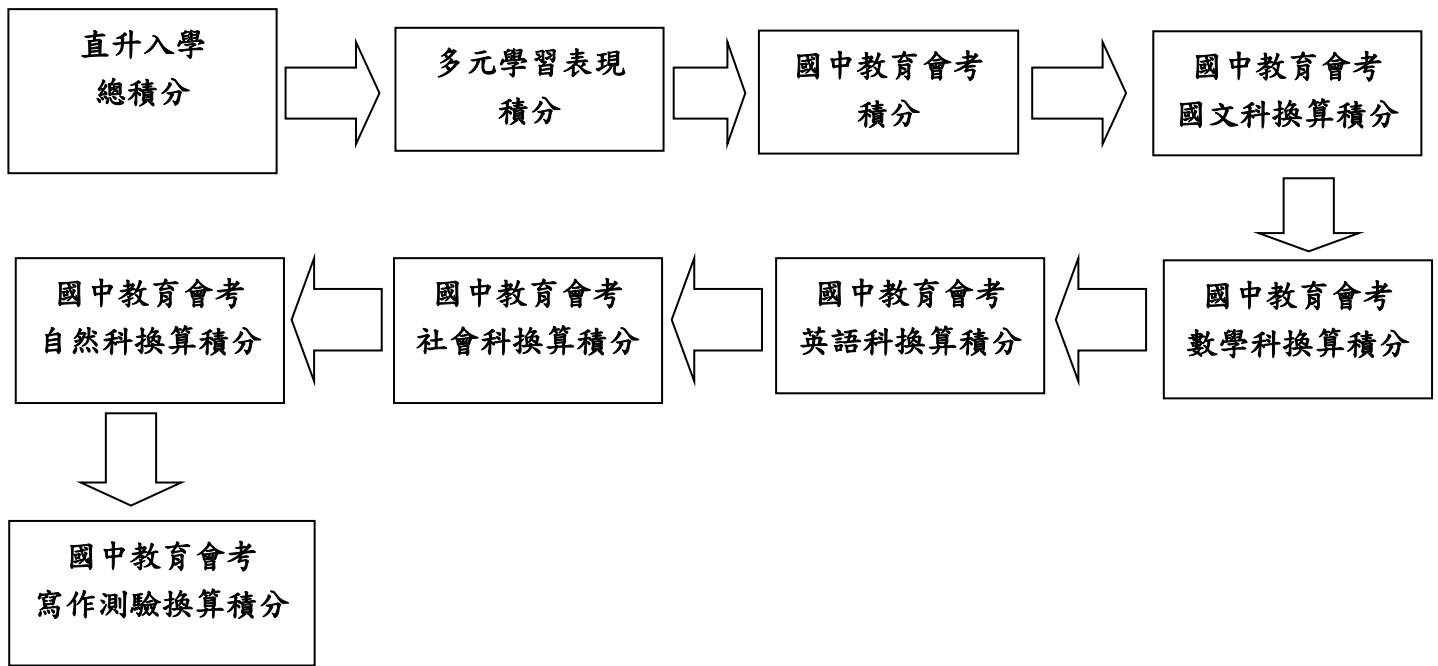 直升入學
總積分
多元學習表現
積分
國中教育會考
積分
國中教育會考
國文科換算積分
國中教育會考
數學科換算積分
國中教育會考
英語科換算積分
國中教育會考
社會科換算積分
國中教育會考
自然科換算積分
國中教育會考
寫作測驗換算積分